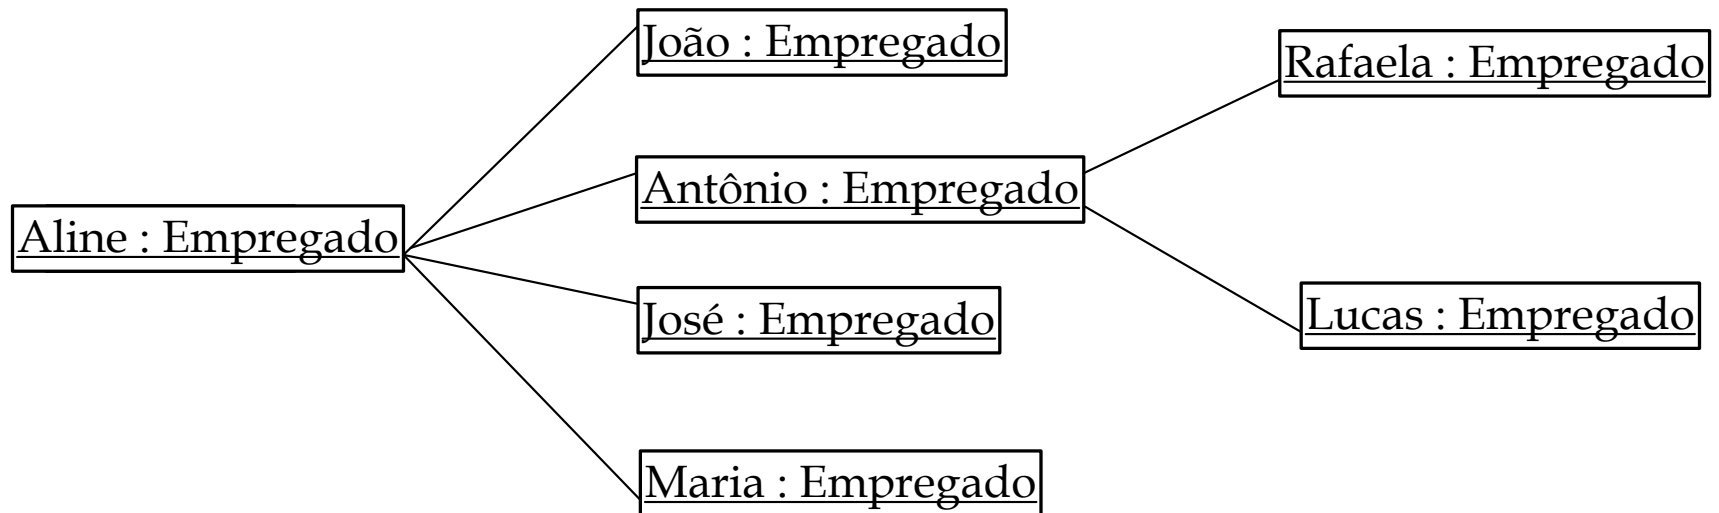 João : Empregado
Rafaela : Empregado
Antônio : Empregado
Aline : Empregado
José : Empregado
Lucas : Empregado
Maria : Empregado